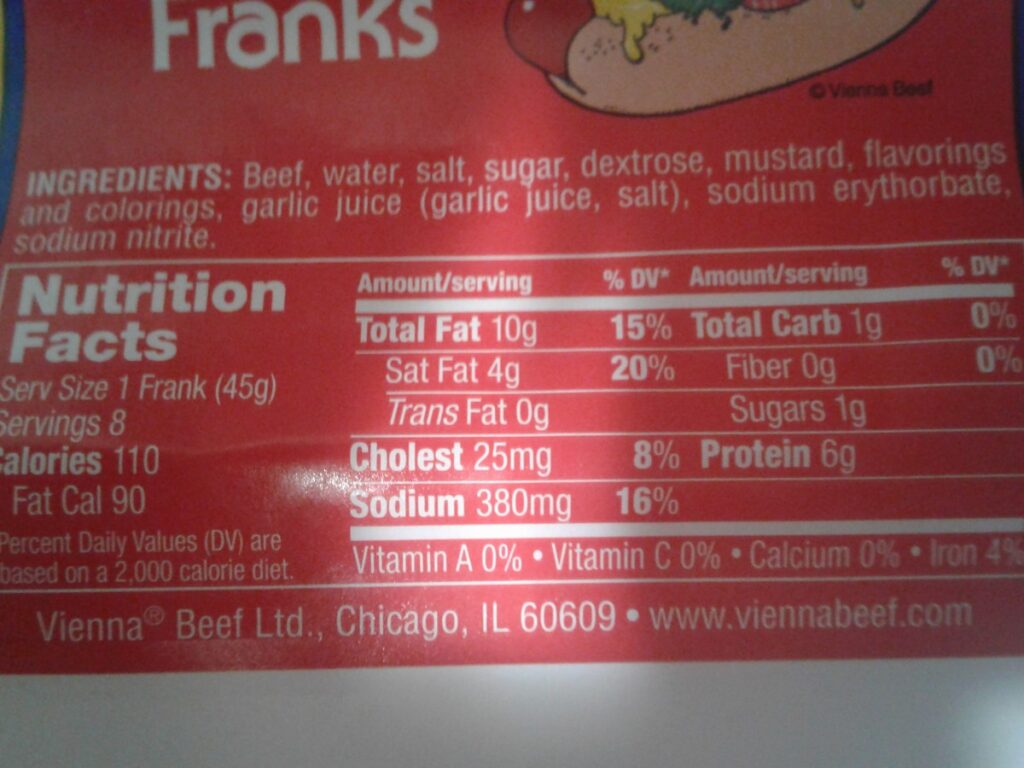 Franks
© Vienna Beef
INGREDIENTS: Beef, water, salt, sugar, dextrose, mustard, flavorings
and colorings, garlic juice (garlic juice, salt), sodium erythorbate,
sodium nitrite.
Nutrition
Facts
Serv Size 1 Frank (45g)
Servings 8
Calories 110
Fat Cal 90
Percent Daily Values (DV) are
based on a 2,000 calorie diet.
Amount/serving % DV* Amount/serving % DV*
Total Fat 10g 15% Total Carb 1g 0%
Sat Fat 4g 20% Fiber 0g 0%
Trans Fat 0g Sugars 1g
Cholest 25mg 8% Protein 6g
Sodium 380mg 16%
Vitamin A 0% • Vitamin C 0% • Calcium 0% • Iron 4%
Vienna® Beef Ltd., Chicago, IL 60609 • www.viennabeef.com